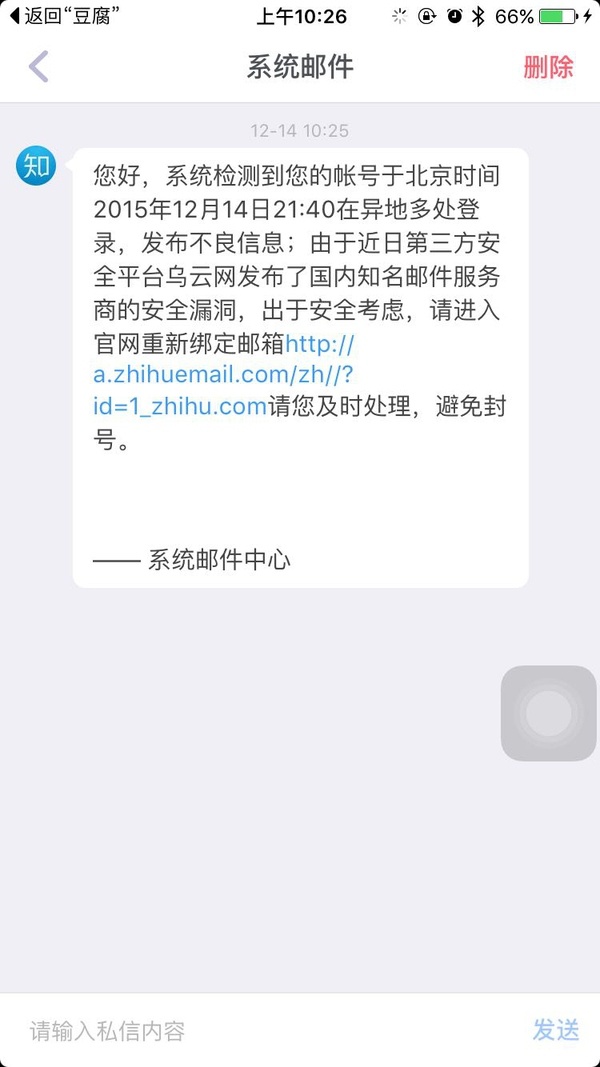 返回“豆腐” 上午10:26 66%
系统邮件 删除
12-14 10:25
知
您好，系统检测到您的帐号于北京时间
2015年12月14日21:40在异地多处登
录，发布不良信息；由于近日第三方安
全平台乌云网发布了国内知名邮件服务
商的安全漏洞，出于安全考虑，请进入
官网重新绑定邮箱http://
a.zhihuemail.com/zh//?
id=1_zhihu.com请您及时处理，避免封
号。
—— 系统邮件中心
请输入私信内容 发送